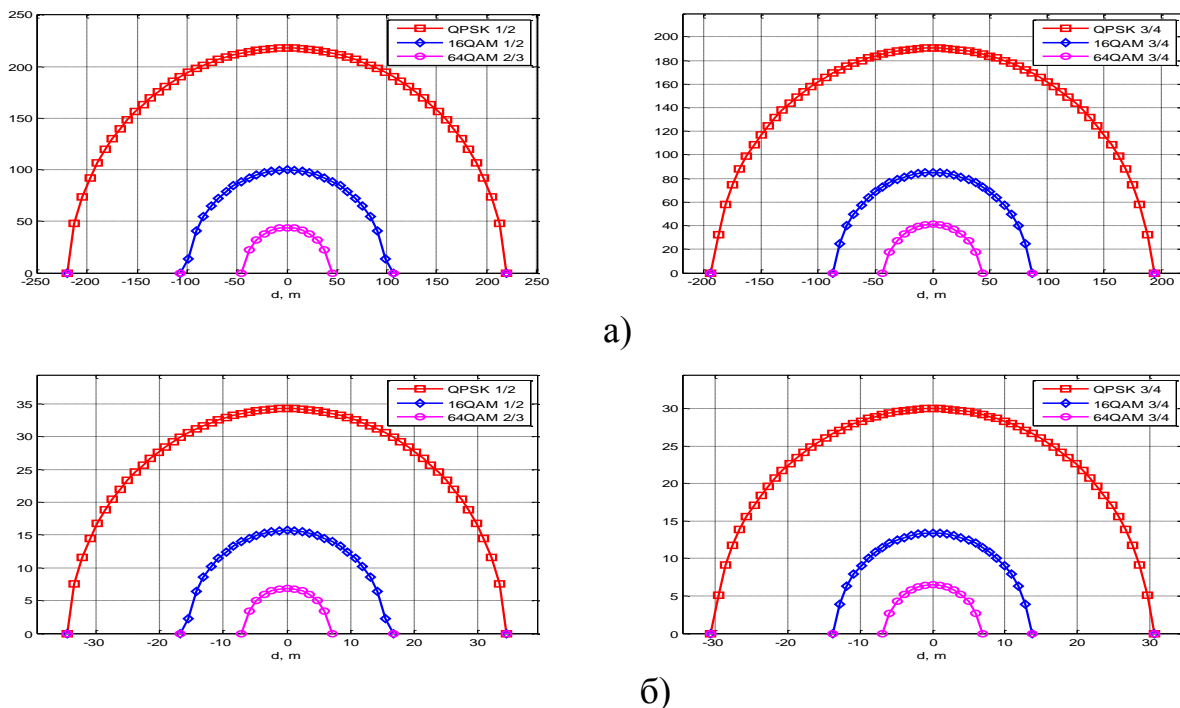 250
200
150
100
50
0
-250 -200 -150 -100 -50 0 50 100 150 200 250
d, m
QPSK 1/2
16QAM 1/2
64QAM 2/3
200
180
160
140
120
100
80
60
40
20
0
-200 -150 -100 -50 0 50 100 150 200
d, m
QPSK 3/4
16QAM 3/4
64QAM 3/4
а)
35
30
25
20
15
10
5
0
-30 -20 -10 0 10 20 30
d, m
QPSK 1/2
16QAM 1/2
64QAM 2/3
30
25
20
15
10
5
0
-30 -20 -10 0 10 20 30
d, m
QPSK 3/4
16QAM 3/4
64QAM 3/4
б)